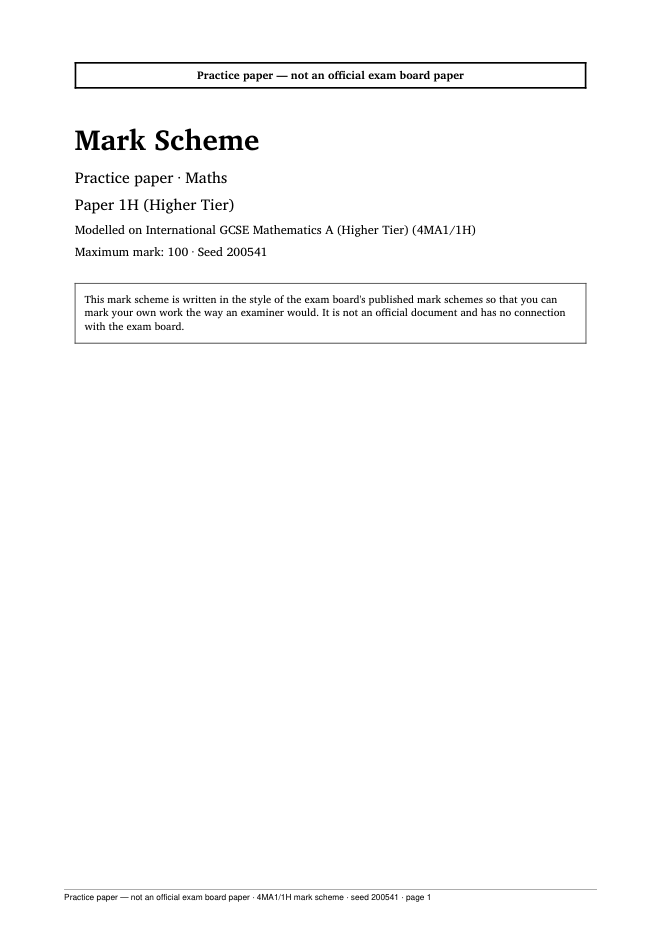 Practice paper — not an official exam board paper
Mark Scheme
Practice paper · Maths
Paper 1H (Higher Tier)
Modelled on International GCSE Mathematics A (Higher Tier) (4MA1/1H)
Maximum mark: 100 · Seed 200541
This mark scheme is written in the style of the exam board's published mark schemes so that you can
mark your own work the way an examiner would. It is not an official document and has no connection
with the exam board.
Practice paper — not an official exam board paper · 4MA1/1H mark scheme · seed 200541 · page 1